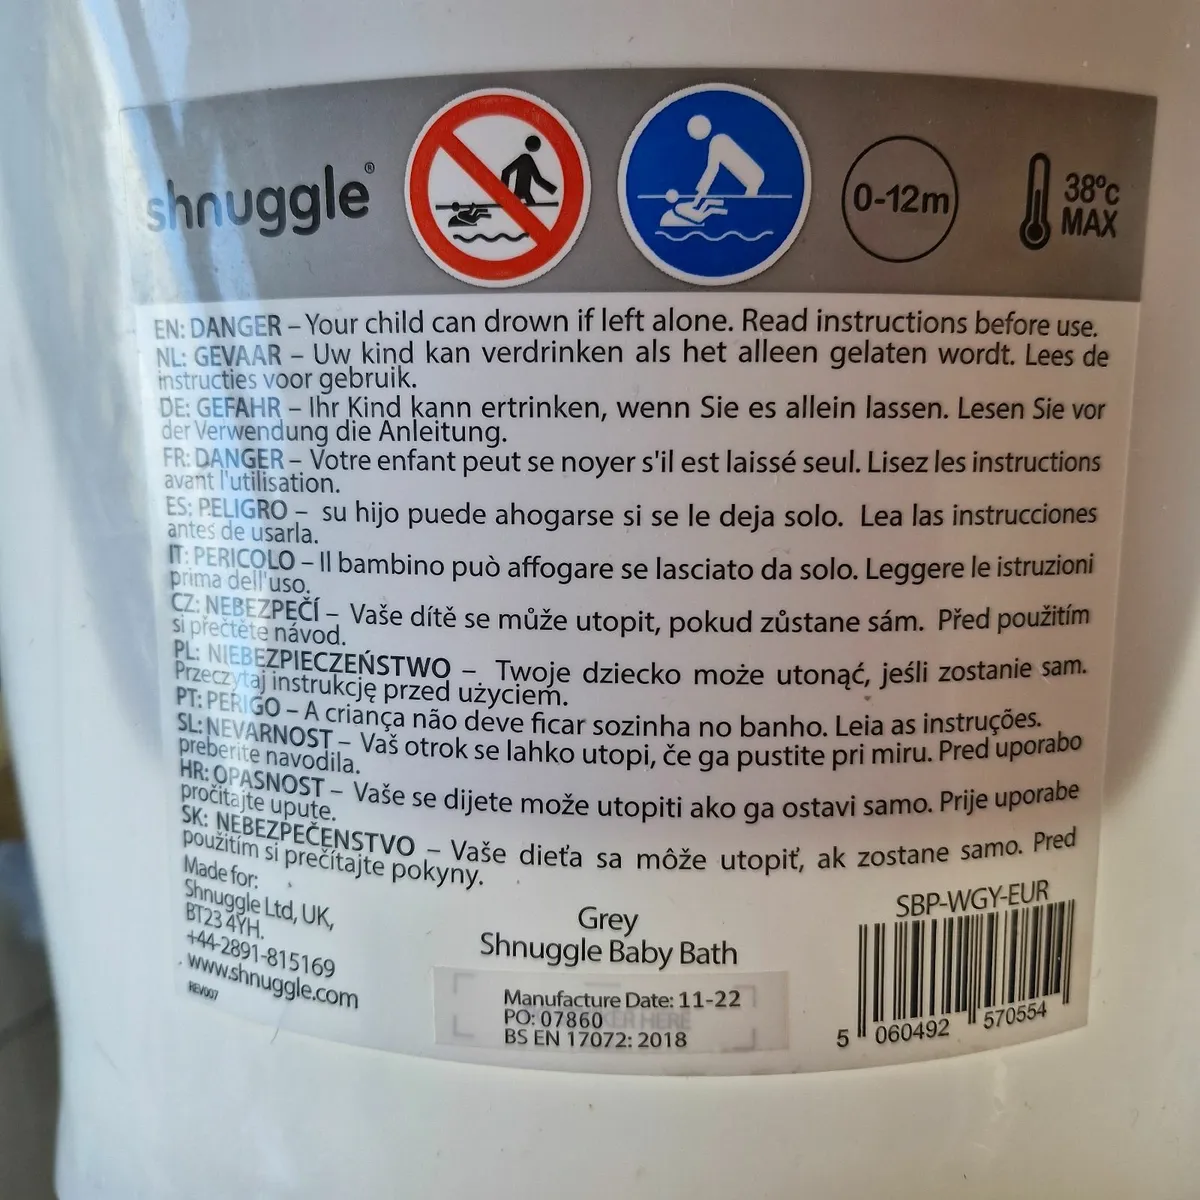 shnuggle®
0-12m
38°C
MAX
EN: DANGER – Your child can drown if left alone. Read instructions before use.
NL: GEVAAR – Uw kind kan verdrinken als het alleen gelaten wordt. Lees de
instructies voor gebruik.
DE: GEFAHR – Ihr Kind kann ertrinken, wenn Sie es allein lassen. Lesen Sie vor
der Verwendung die Anleitung.
FR: DANGER – Votre enfant peut se noyer s'il est laissé seul. Lisez les instructions
avant l'utilisation.
ES: PELIGRO – su hijo puede ahogarse si se le deja solo. Lea las instrucciones
antes de usarla.
IT: PERICOLO – Il bambino può affogare se lasciato da solo. Leggere le istruzioni
prima dell'uso.
CZ: NEBEZPEČÍ – Vaše dítě se může utopit, pokud zůstane sám. Před použitím
si přečtěte návod.
PL: NIEBEZPIECZEŃSTWO – Twoje dziecko może utonąć, jeśli zostanie sam.
Przeczytaj instrukcję przed użyciem.
PT: PERIGO – A criança não deve ficar sozinha no banho. Leia as instruções.
SL: NEVARNOST – Vaš otrok se lahko utopi, če ga pustite pri miru. Pred uporabo
preberite navodila.
HR: OPASNOST – Vaše se dijete može utopiti ako ga ostavi samo. Prije uporabe
pročitajte upute.
SK: NEBEZPEČENSTVO – Vaše dieťa sa môže utopiť, ak zostane samo. Pred
použitím si prečítajte pokyny.
Made for:
Shnuggle Ltd, UK,
BT23 4YH.
+44-2891-815169
www.shnuggle.com
REV007
Grey
Shnuggle Baby Bath
Manufacture Date: 11-22
PO: 07860
BS EN 17072: 2018
SBP-WGY-EUR
5 060492 570554